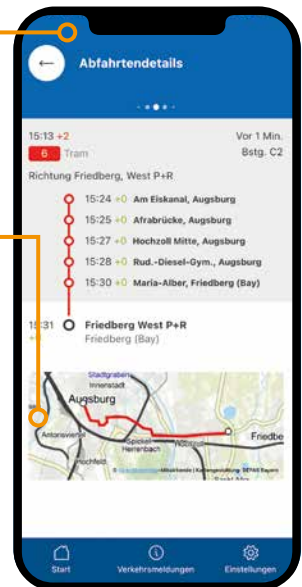 Abfahrtendetails
15:13 +2 Vor 1 Min.
6 Tram Bstg. C2
Richtung Friedberg, West P+R
15:24 +0 Am Eiskanal, Augsburg
15:25 +0 Afrabrücke, Augsburg
15:27 +0 Hochzoll Mitte, Augsburg
15:28 +0 Rud.-Diesel-Gym., Augsburg
15:30 +0 Maria-Alber, Friedberg (Bay)
Friedberg West P+R
Friedberg (Bay)
Stadtgraben
Innenstadt
Augsburg
Antonsviertel
Spickel-
Herrenbach
Friedbe
Hochfeld
Start Verkehrsmeldungen Einstellungen